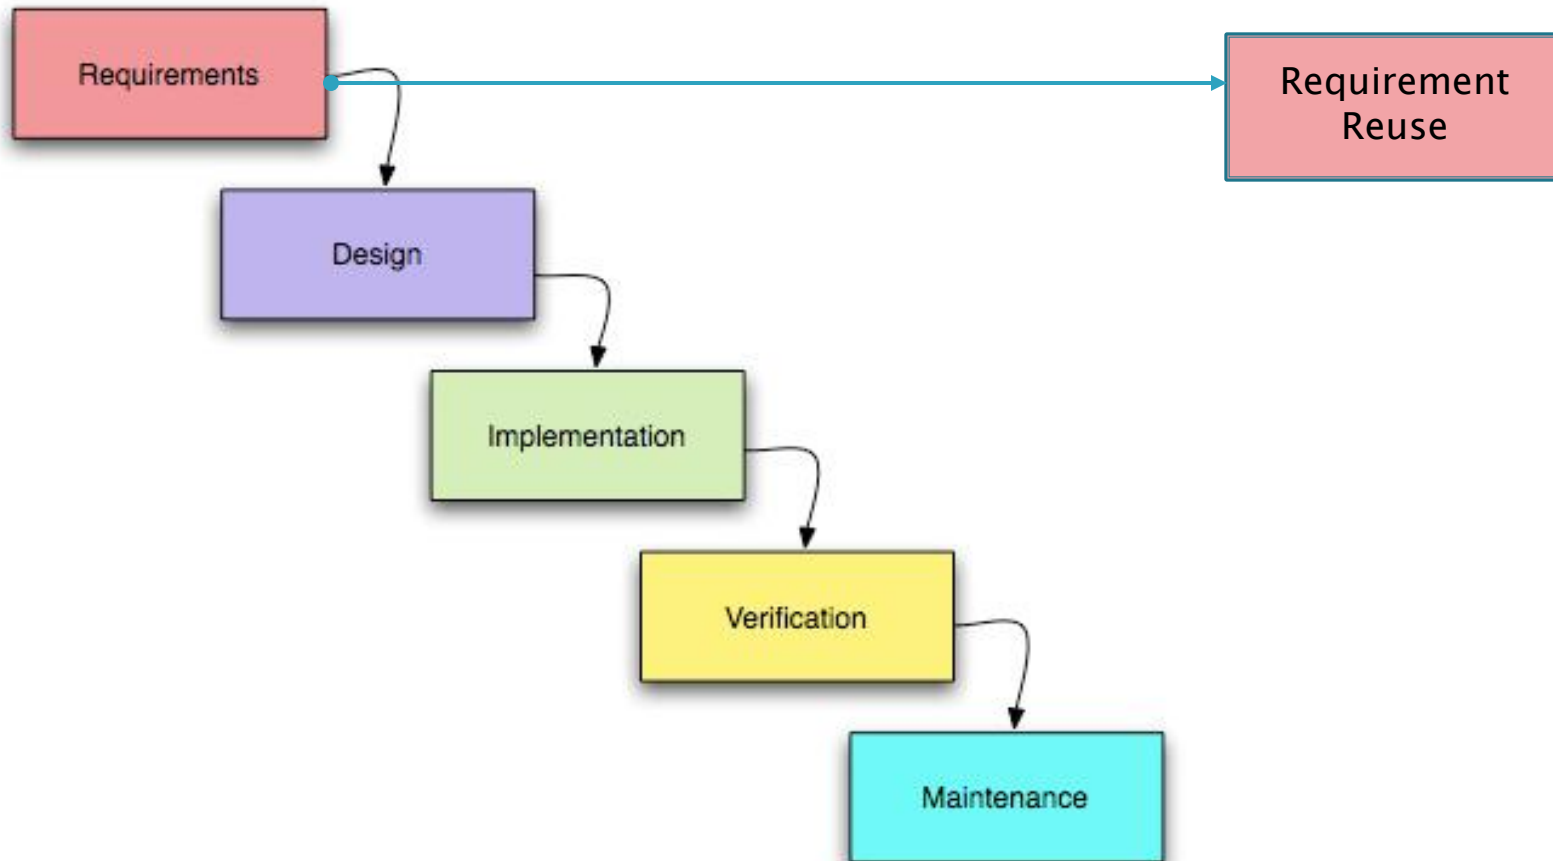 Requirements
Requirement
Reuse
Design
Implementation
Verification
Maintenance